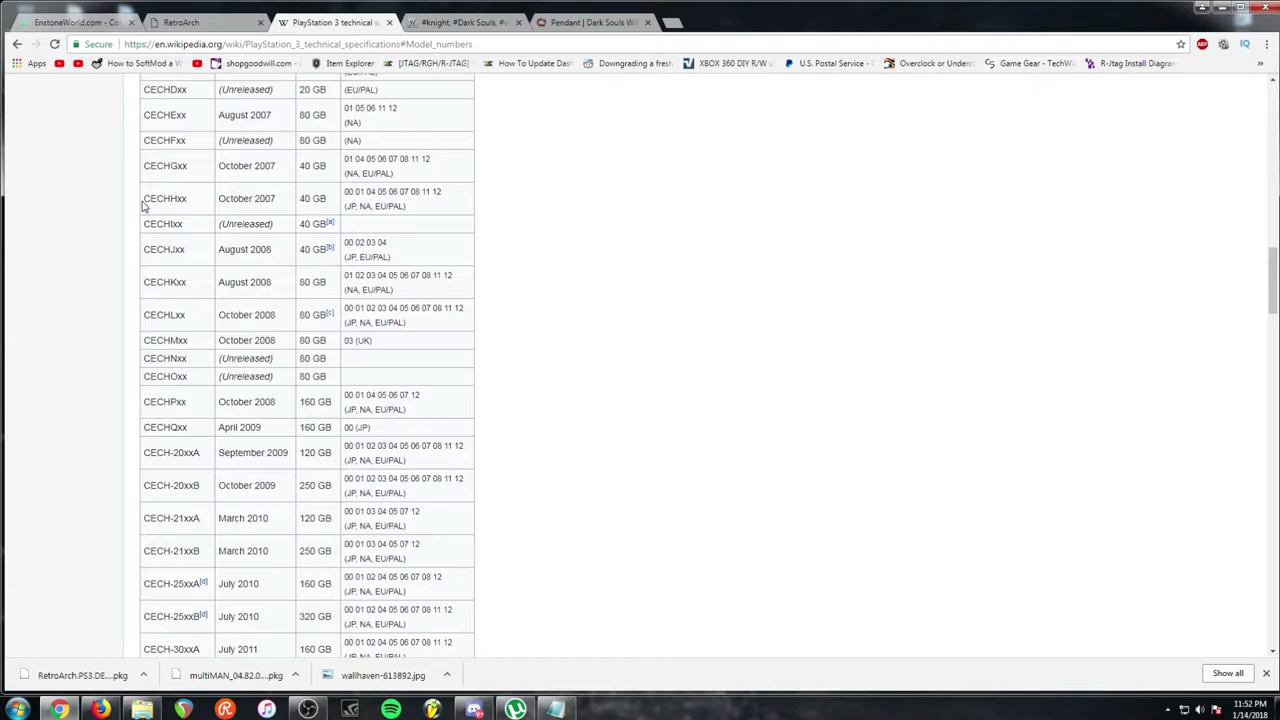 EnstoneWorld.com - Co
RetroArch
PlayStation 3 technical s
#knight, #Dark Souls, #
Pendant | Dark Souls Wi
Secure
https://en.wikipedia.org/wiki/PlayStation_3_technical_specifications#Model_numbers
Apps
How to SoftMod a W
shopgoodwill.com
Item Explorer
[JTAG/RGH/R-JTAG]
How To Update Das
Downgrading a fresh
XBOX 360 DIY R/W
U.S. Postal Service -
Overclock or Underc
Game Gear - TechW
R-Jtag Install Diagra
(EU/PAL)
CECHDxx (Unreleased) 20 GB (EU/PAL)
CECHExx August 2007 80 GB 01 05 06 11 12
(NA)
CECHFxx (Unreleased) 80 GB (NA)
CECHGxx October 2007 40 GB 01 04 05 06 07 08 11 12
(NA, EU/PAL)
CECHHxx October 2007 40 GB 00 01 04 05 06 07 08 11 12
(JP, NA, EU/PAL)
CECHIxx (Unreleased) 40 GB[a]
CECHJxx August 2008 40 GB[b] 00 02 03 04
(JP, EU/PAL)
CECHKxx August 2008 80 GB 01 02 03 04 05 06 07 08 11 12
(NA, EU/PAL)
CECHLxx October 2008 80 GB[c] 00 01 02 03 04 05 06 07 08 11 12
(JP, NA, EU/PAL)
CECHMxx October 2008 80 GB 03 (UK)
CECHNxx (Unreleased) 80 GB
CECHOxx (Unreleased) 80 GB
CECHPxx October 2008 160 GB 00 01 04 05 06 07 12
(JP, NA, EU/PAL)
CECHQxx April 2009 160 GB 00 (JP)
CECH-20xxA September 2009 120 GB 00 01 02 03 04 05 06 07 08 11 12
(JP, NA, EU/PAL)
CECH-20xxB October 2009 250 GB 00 01 02 03 04 05 06 07 08 11 12
(JP, NA, EU/PAL)
CECH-21xxA March 2010 120 GB 00 01 03 04 05 07 12
(JP, NA, EU/PAL)
CECH-21xxB March 2010 250 GB 00 01 03 04 05 07 12
(JP, NA, EU/PAL)
CECH-25xxA[d] July 2010 160 GB 00 01 02 04 05 06 07 08 12
(JP, NA, EU/PAL)
CECH-25xxB[d] July 2010 320 GB 00 01 02 04 05 06 07 08 11 12
(JP, NA, EU/PAL)
CECH-30xxA July 2011 160 GB 00 01 02 04 05 06 07 08 11 12
RetroArch.PS3.DE....pkg
multiMAN_04.82.0....pkg
wallhaven-613892.jpg
Show all
11:52 PM
1/14/2018